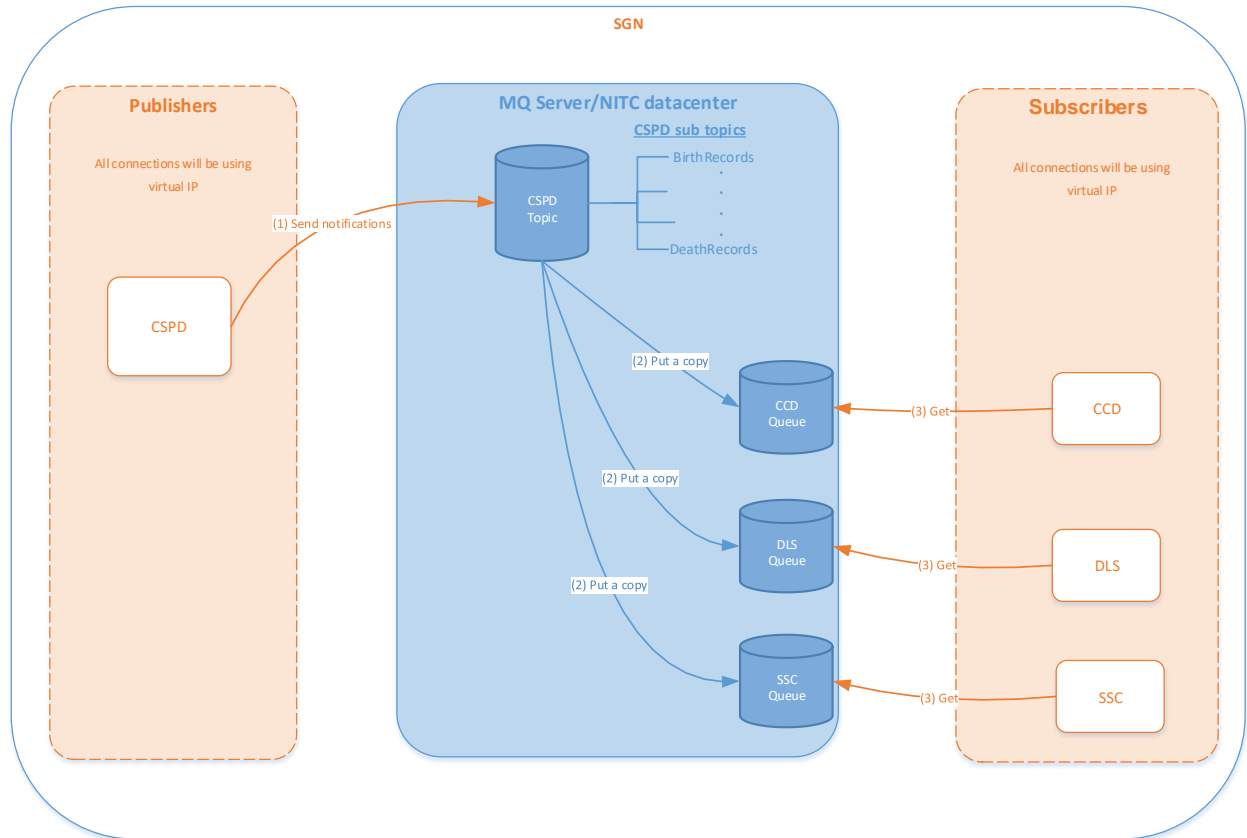 SGN
Publishers
All connections will be using
virtual IP
CSPD
(1) Send notifications
MQ Server/NITC datacenter
CSPD sub topics
BirthRecords
.
.
.
.
DeathRecords
CSPD
Topic
(2) Put a copy
(2) Put a copy
(2) Put a copy
CCD
Queue
DLS
Queue
SSC
Queue
(3) Get
(3) Get
(3) Get
Subscribers
All connections will be using
virtual IP
CCD
DLS
SSC